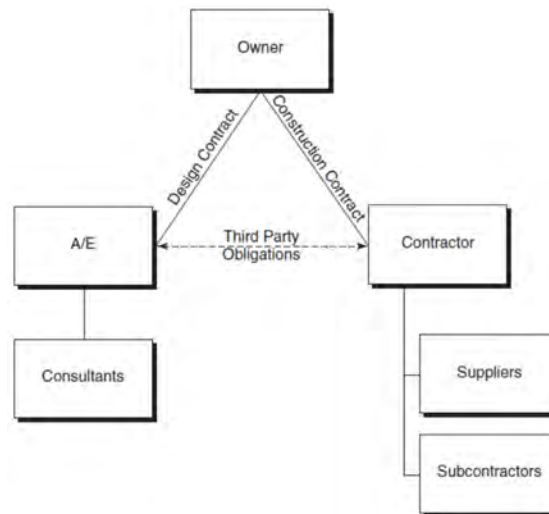 Owner
Design Contract
Construction Contract
A/E
Third Party
Obligations
Contractor
Consultants
Suppliers
Subcontractors